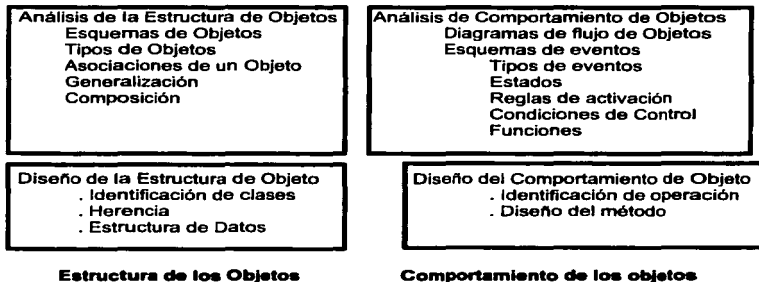 Análisis de la Estructura de Objetos
Esquemas de Objetos
Tipos de Objetos
Asociaciones de un Objeto
Generalización
Composición
Análisis de Comportamiento de Objetos
Diagramas de flujo de Objetos
Esquemas de eventos
Tipos de eventos
Estados
Reglas de activación
Condiciones de Control
Funciones
Diseño de la Estructura de Objeto
. Identificación de clases
. Herencia
. Estructura de Datos
Diseño del Comportamiento de Objeto
. Identificación de operación
. Diseño del método
Estructura de los Objetos
Comportamiento de los objetos